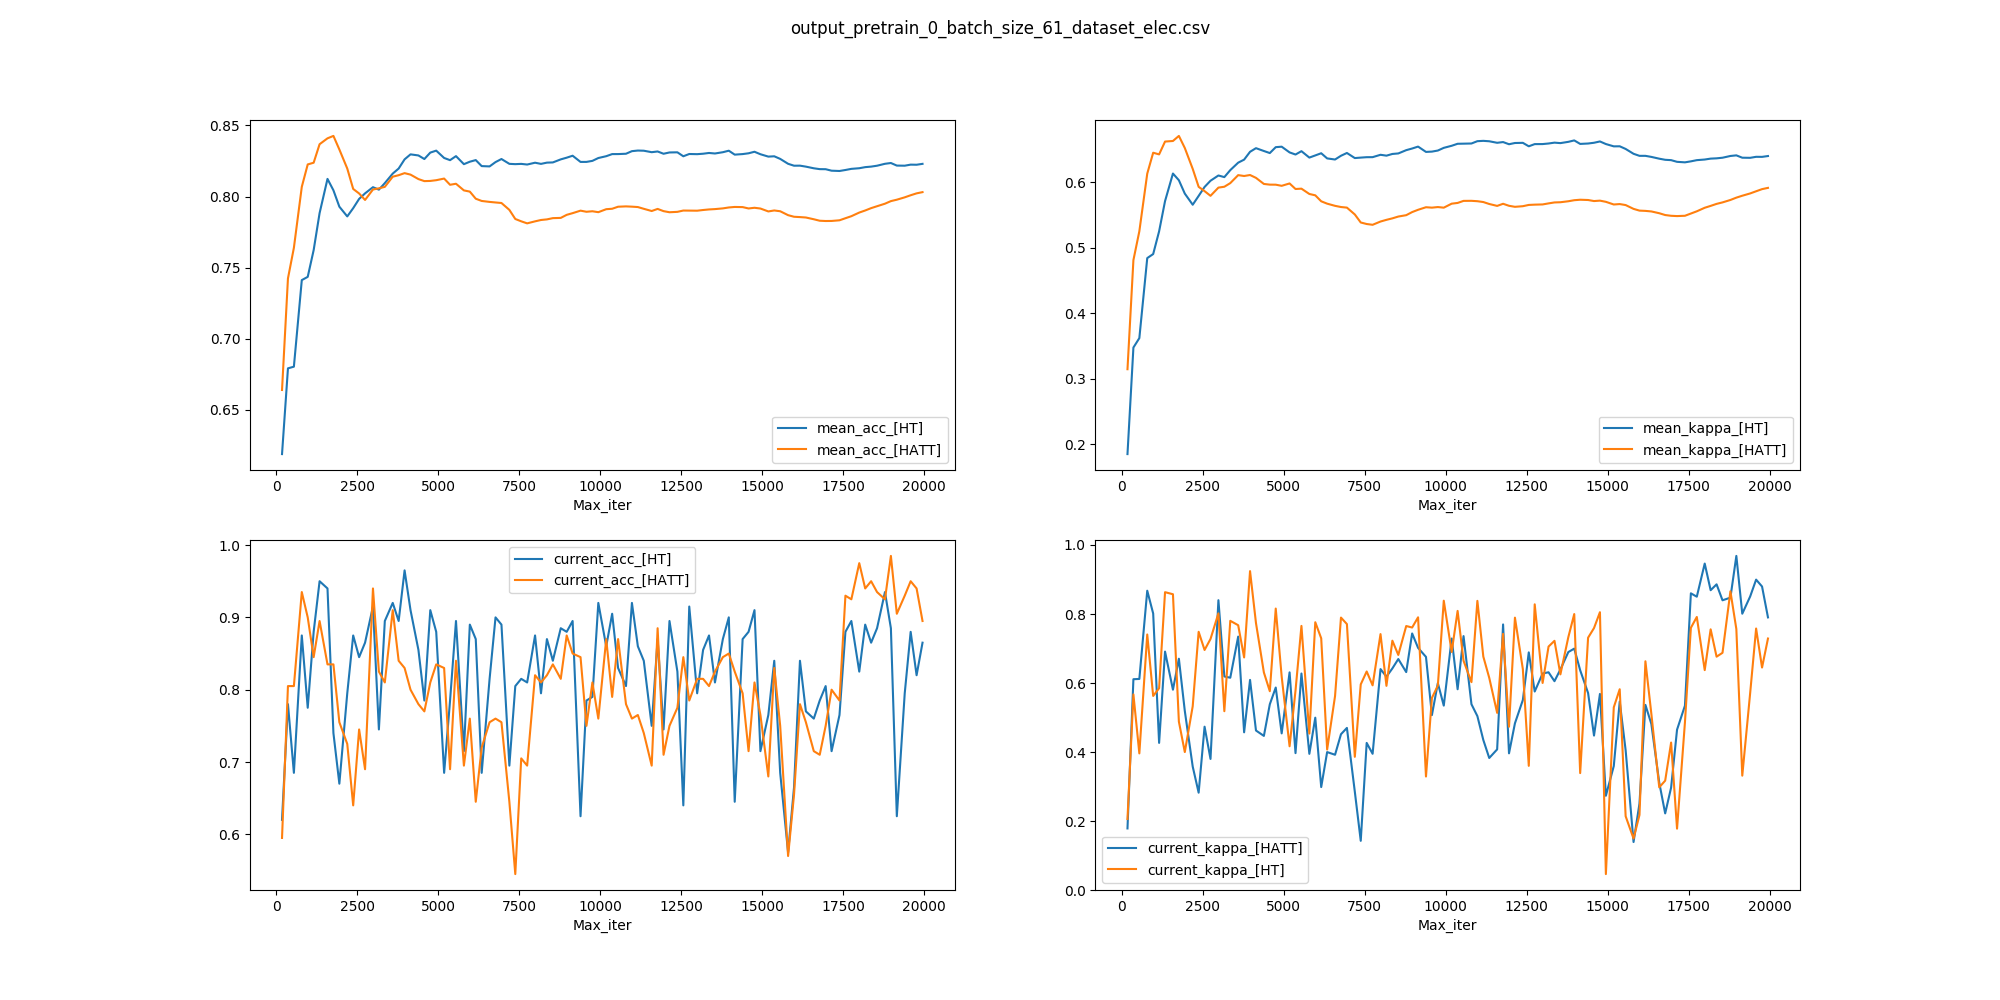 output_pretrain_0_batch_size_61_dataset_elec.csv
0.85
0.80
0.75
0.70
0.65
mean_acc_[HT]
mean_acc_[HATT]
0 2500 5000 7500 10000 12500 15000 17500 20000
Max_iter
0.6
0.5
0.4
0.3
0.2
mean_kappa_[HT]
mean_kappa_[HATT]
0 2500 5000 7500 10000 12500 15000 17500 20000
Max_iter
1.0
0.9
0.8
0.7
0.6
current_acc_[HT]
current_acc_[HATT]
0 2500 5000 7500 10000 12500 15000 17500 20000
Max_iter
1.0
0.8
0.6
0.4
0.2
0.0
current_kappa_[HATT]
current_kappa_[HT]
0 2500 5000 7500 10000 12500 15000 17500 20000
Max_iter